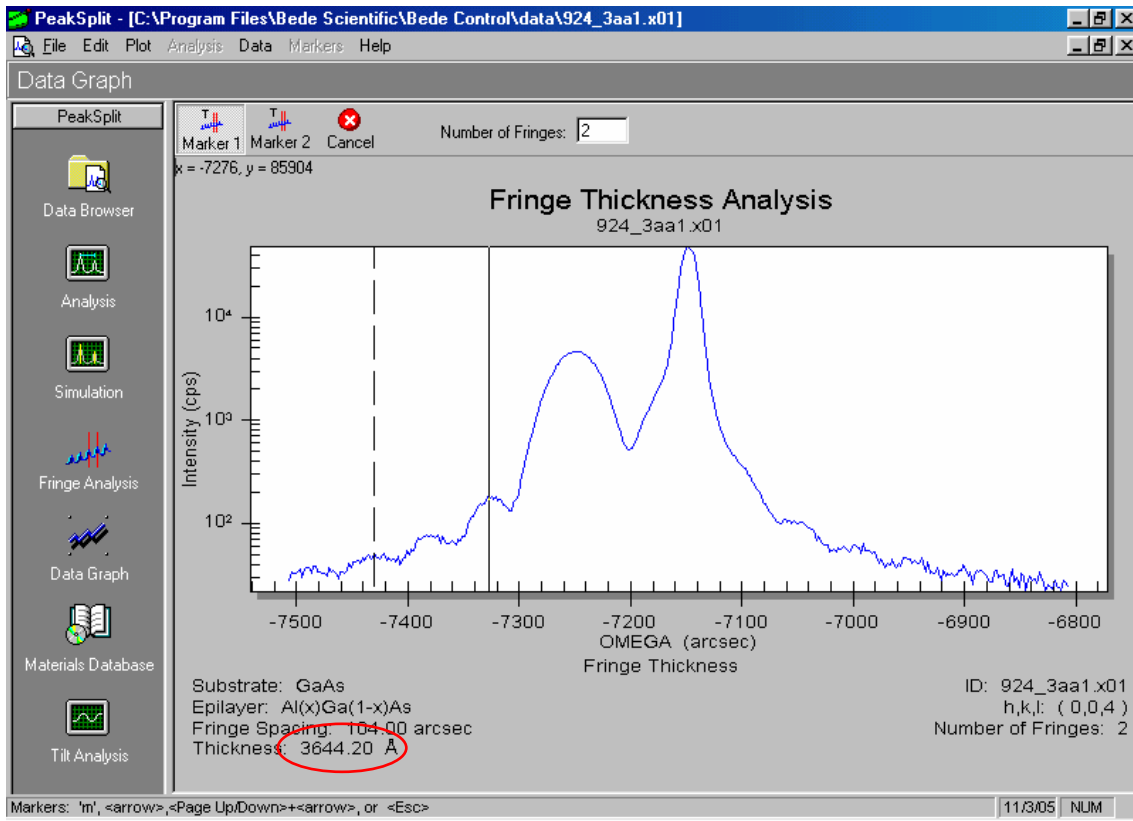 PeakSplit - [C:\Program Files\Bede Scientific\Bede Control\data\924_3aa1.x01]
File Edit Plot Analysis Data Markers Help
Data Graph
PeakSplit
Data Browser
Analysis
Simulation
Fringe Analysis
Data Graph
Materials Database
Tilt Analysis
T T
Marker 1 Marker 2 Cancel Number of Fringes: 2
x = -7276, y = 85904
Fringe Thickness Analysis
924_3aa1.x01
Intensity (cps)
10⁴
10³
10²
-7500 -7400 -7300 -7200 -7100 -7000 -6900 -6800
OMEGA (arcsec)
Fringe Thickness
Substrate: GaAs ID: 924_3aa1.x01
Epilayer: Al(x)Ga(1-x)As h,k,l: ( 0,0,4 )
Fringe Spacing: 104.00 arcsec Number of Fringes: 2
Thickness: 3644.20 Å
Markers: 'm', <arrow>,<Page Up/Down>+<arrow>, or <Esc> 11/3/05 NUM